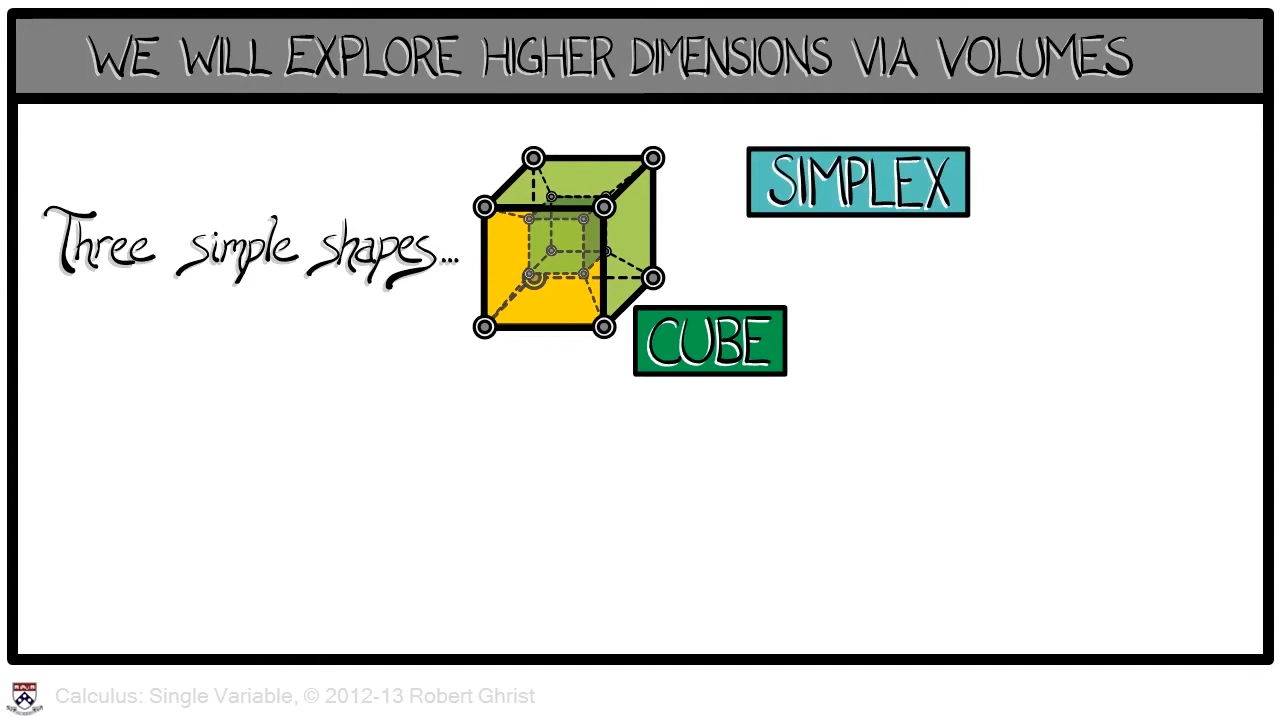 WE WILL EXPLORE HIGHER DIMENSIONS VIA VOLUMES
Three simple shapes...
SIMPLEX
CUBE
Calculus: Single Variable, © 2012-13 Robert Ghrist